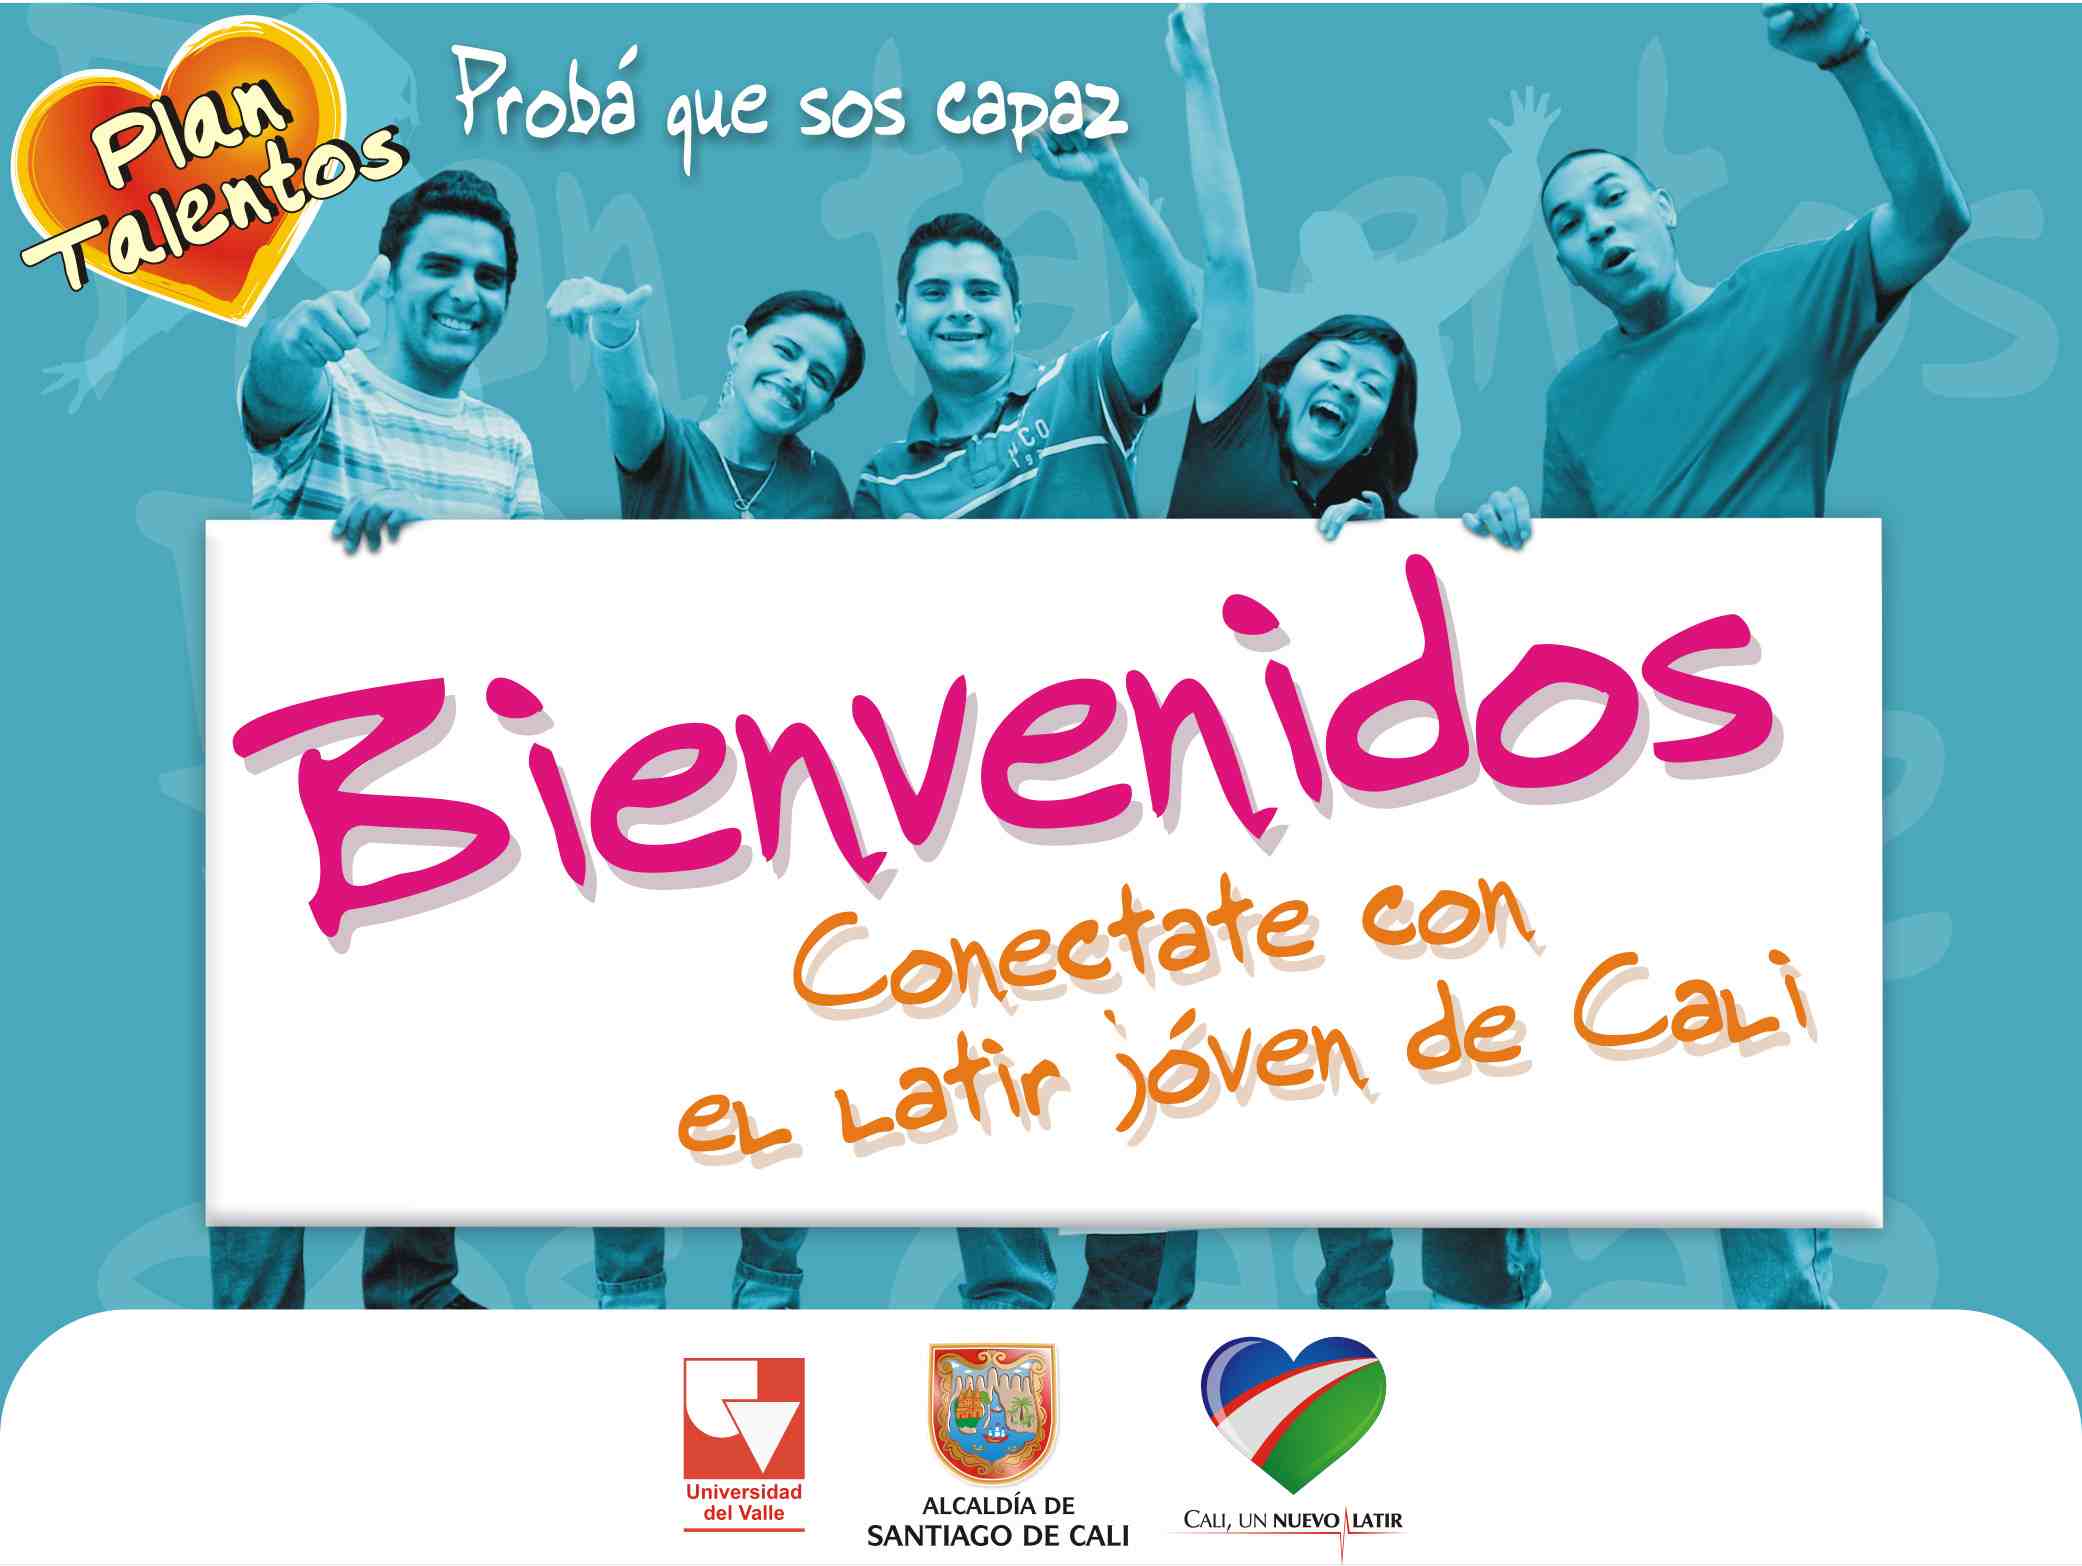 Plan
Talentos
Probá que sos capaz
Bienvenidos
Conectate con
el latir jóven de Cali
Universidad
del Valle
ALCALDÍA DE
SANTIAGO DE CALI
CALI, UN NUEVO LATIR